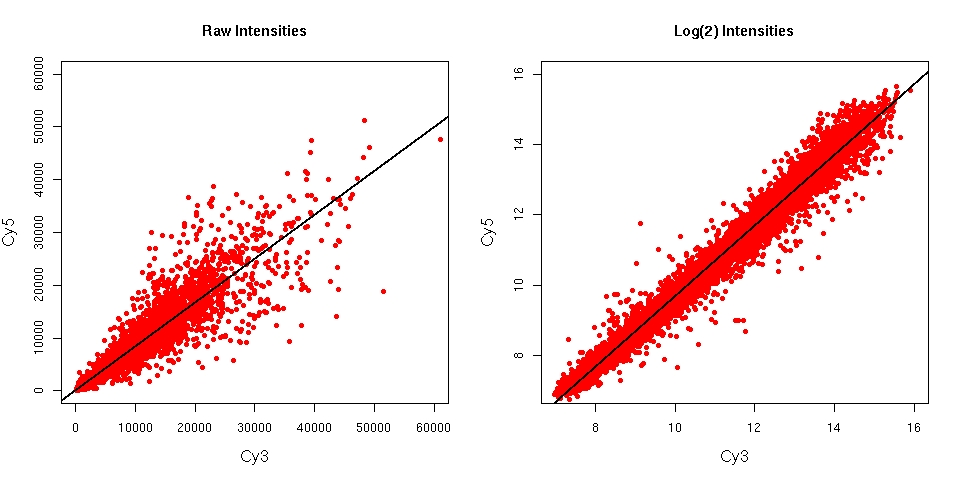 Raw Intensities
Cy5
60000
50000
40000
30000
20000
10000
0
0 10000 20000 30000 40000 50000 60000
Cy3
Log(2) Intensities
Cy5
16
14
12
10
8
8 10 12 14 16
Cy3